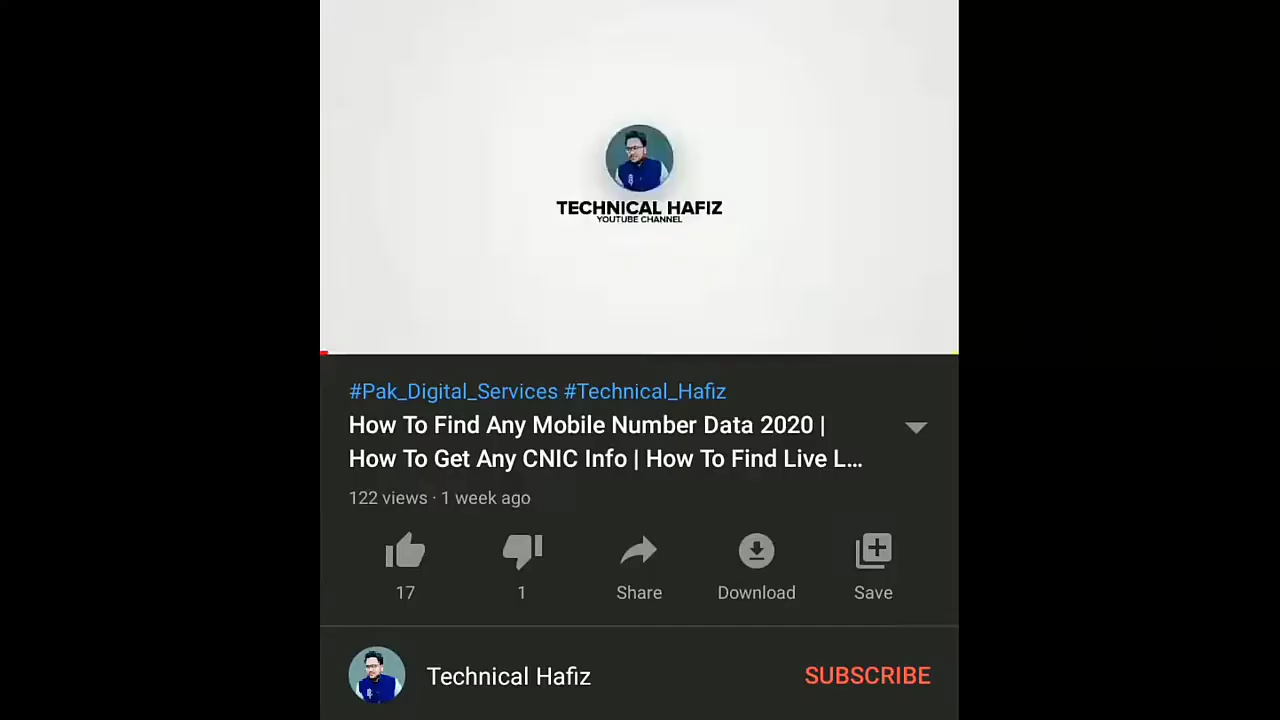 TECHNICAL HAFIZ
YOUTUBE CHANNEL
#Pak_Digital_Services #Technical_Hafiz
How To Find Any Mobile Number Data 2020 |
How To Get Any CNIC Info | How To Find Live L...
122 views · 1 week ago
17
1
Share
Download
Save
Technical Hafiz
SUBSCRIBE